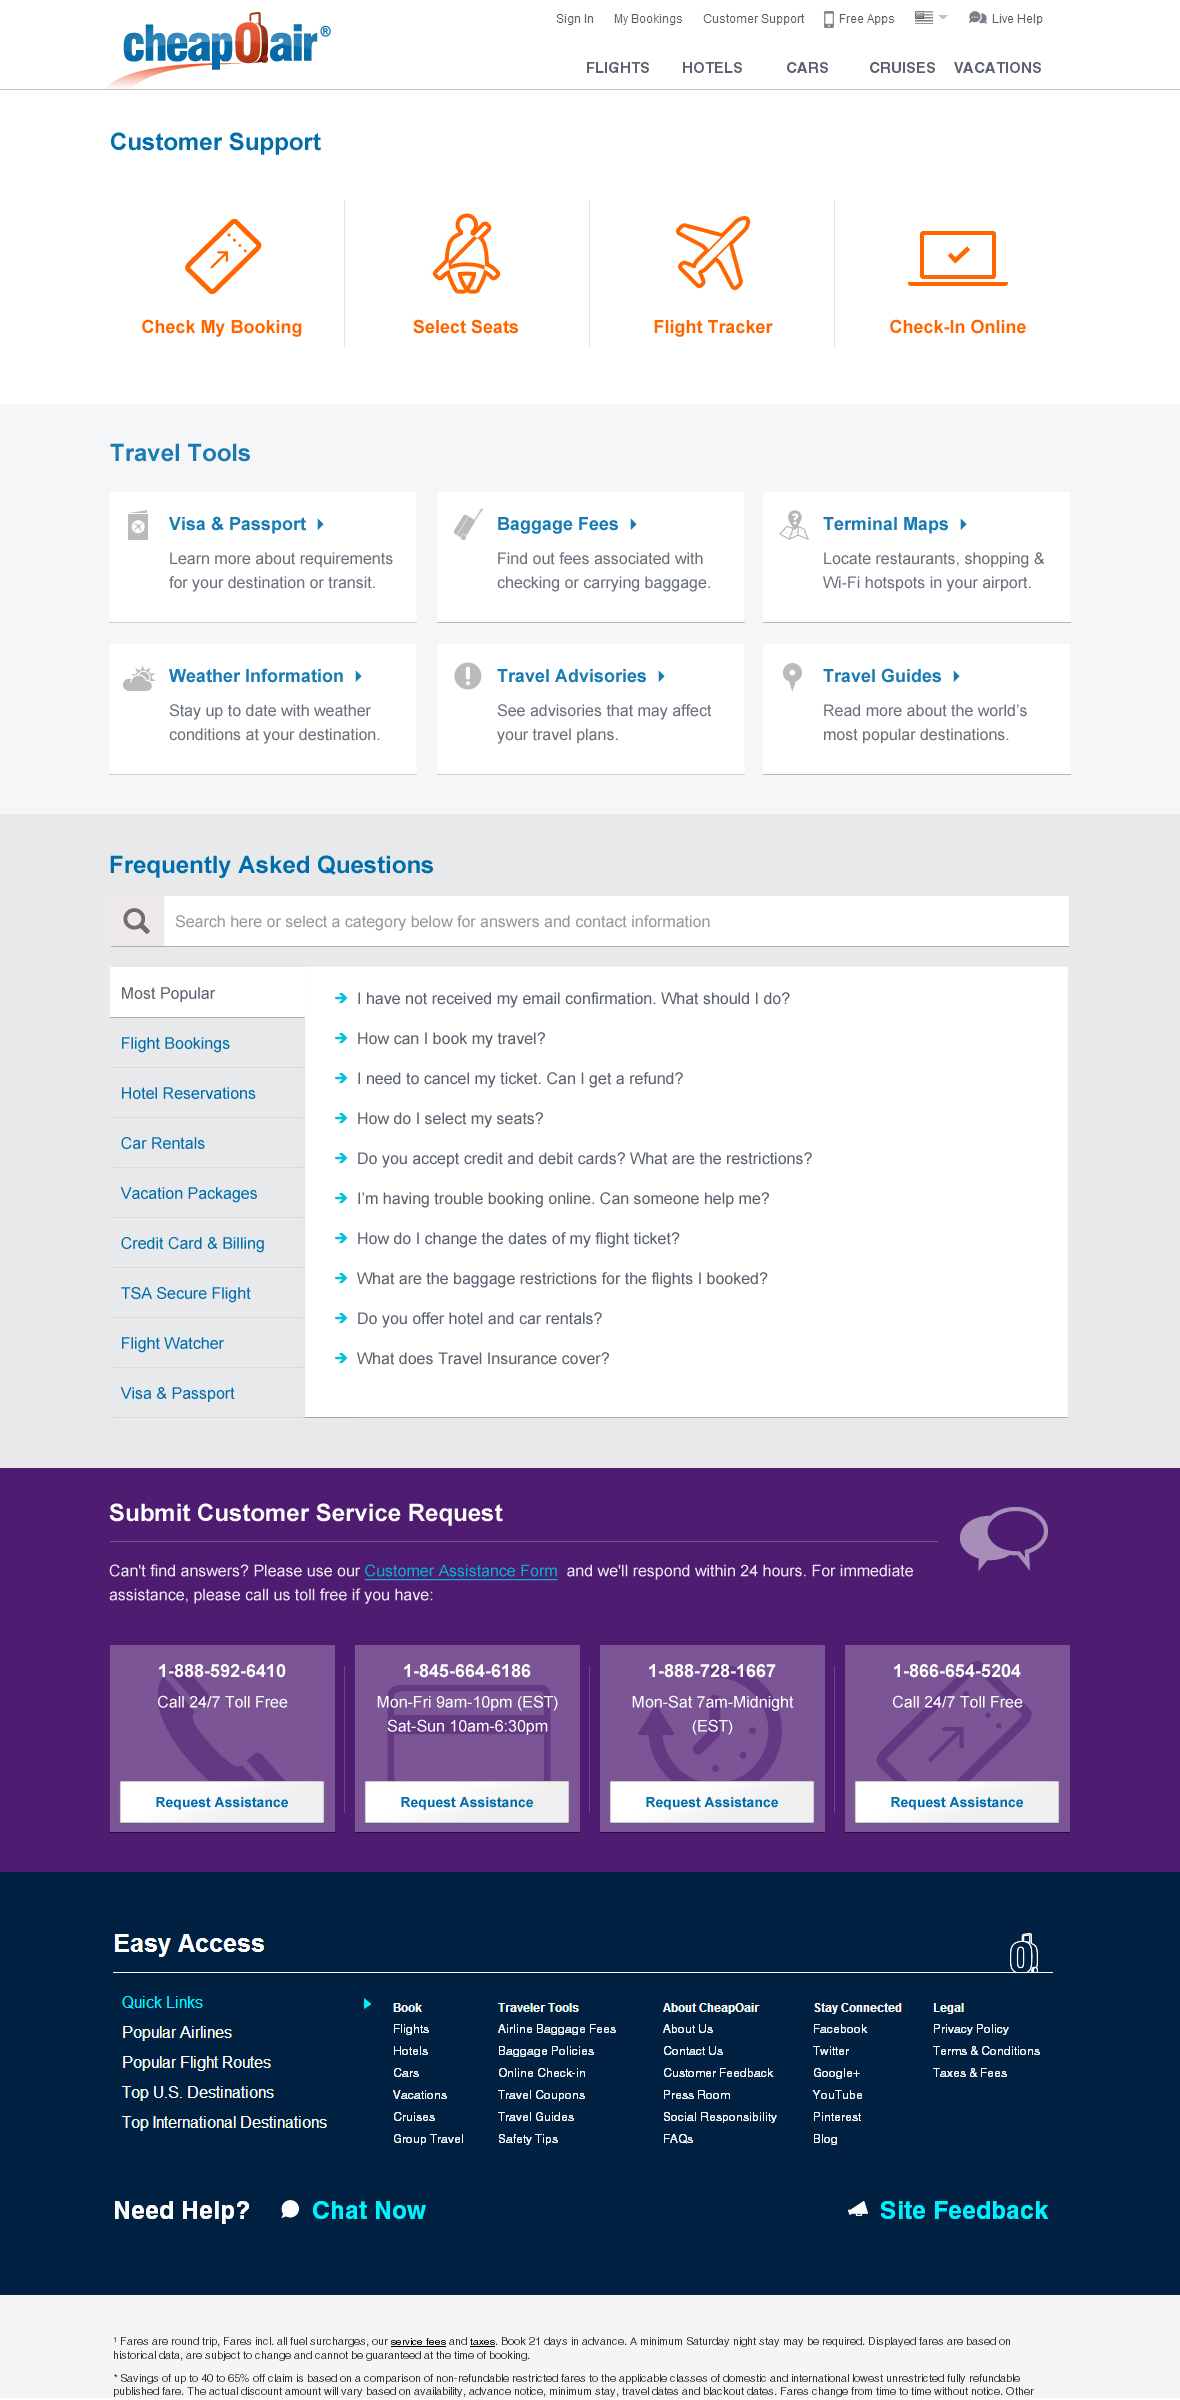 cheapOair®
Sign In My Bookings Customer Support Free Apps Live Help
FLIGHTS HOTELS CARS CRUISES VACATIONS
Customer Support
Check My Booking
Select Seats
Flight Tracker
Check-In Online
Travel Tools
Visa & Passport
Learn more about requirements
for your destination or transit.
Baggage Fees
Find out fees associated with
checking or carrying baggage.
Terminal Maps
Locate restaurants, shopping &
Wi-Fi hotspots in your airport.
Weather Information
Stay up to date with weather
conditions at your destination.
Travel Advisories
See advisories that may affect
your travel plans.
Travel Guides
Read more about the world's
most popular destinations.
Frequently Asked Questions
Search here or select a category below for answers and contact information
Most Popular
Flight Bookings
Hotel Reservations
Car Rentals
Vacation Packages
Credit Card & Billing
TSA Secure Flight
Flight Watcher
Visa & Passport
I have not received my email confirmation. What should I do?
How can I book my travel?
I need to cancel my ticket. Can I get a refund?
How do I select my seats?
Do you accept credit and debit cards? What are the restrictions?
I'm having trouble booking online. Can someone help me?
How do I change the dates of my flight ticket?
What are the baggage restrictions for the flights I booked?
Do you offer hotel and car rentals?
What does Travel Insurance cover?
Submit Customer Service Request
Can't find answers? Please use our Customer Assistance Form and we'll respond within 24 hours. For immediate
assistance, please call us toll free if you have:
1-888-592-6410
Call 24/7 Toll Free
Request Assistance
1-845-664-6186
Mon-Fri 9am-10pm (EST)
Sat-Sun 10am-6:30pm
Request Assistance
1-888-728-1667
Mon-Sat 7am-Midnight
(EST)
Request Assistance
1-866-654-5204
Call 24/7 Toll Free
Request Assistance
Easy Access
Quick Links
Popular Airlines
Popular Flight Routes
Top U.S. Destinations
Top International Destinations
Book
Flights
Hotels
Cars
Vacations
Cruises
Group Travel
Traveler Tools
Airline Baggage Fees
Baggage Policies
Online Check-in
Travel Coupons
Travel Guides
Safety Tips
About CheapOair
About Us
Contact Us
Customer Feedback
Press Room
Social Responsibility
FAQs
Stay Connected
Facebook
Twitter
Google+
YouTube
Pinterest
Blog
Legal
Privacy Policy
Terms & Conditions
Taxes & Fees
Need Help? Chat Now
Site Feedback
¹ Fares are round trip, Fares incl. all fuel surcharges, our service fees and taxes. Book 21 days in advance. A minimum Saturday night stay may be required. Displayed fares are based on
historical data, are subject to change and cannot be guaranteed at the time of booking.
* Savings of up to 40 to 65% off claim is based on a comparison of non-refundable restricted fares to the applicable classes of domestic and international lowest unrestricted fully refundable
published fare. The actual discount amount will vary based on availability, advance notice, minimum stay, travel dates and blackout dates. Fares change from time to time without notice. Other